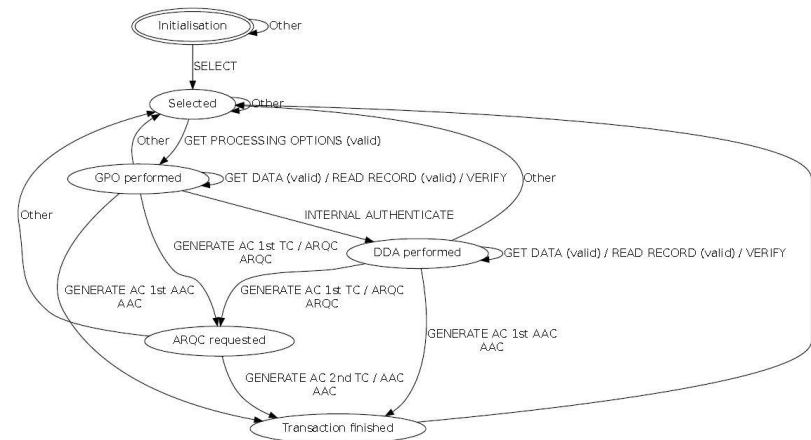 Initialisation
Other
SELECT
Selected
Other
Other
GET PROCESSING OPTIONS (valid)
GPO performed
GET DATA (valid) / READ RECORD (valid) / VERIFY
Other
Other
INTERNAL AUTHENTICATE
GENERATE AC 1st TC / ARQC
ARQC
DDA performed
GET DATA (valid) / READ RECORD (valid) / VERIFY
GENERATE AC 1st AAC
AAC
GENERATE AC 1st TC / ARQC
ARQC
GENERATE AC 1st AAC
AAC
ARQC requested
GENERATE AC 2nd TC / AAC
AAC
Transaction finished